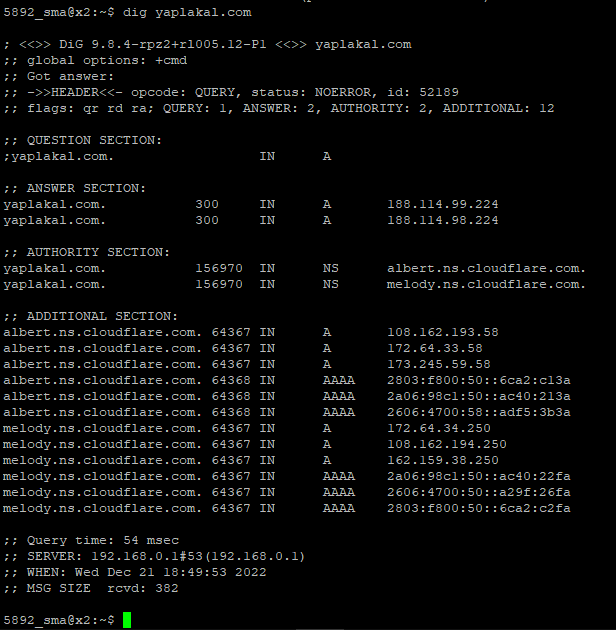 5892_sma@x2:~$ dig yaplakal.com
; <<>> DiG 9.8.4-rpz2+rl005.12-P1 <<>> yaplakal.com
;; global options: +cmd
;; Got answer:
;; ->>HEADER<<- opcode: QUERY, status: NOERROR, id: 52189
;; flags: qr rd ra; QUERY: 1, ANSWER: 2, AUTHORITY: 2, ADDITIONAL: 12
;; QUESTION SECTION:
;yaplakal.com. IN A
;; ANSWER SECTION:
yaplakal.com. 300 IN A 188.114.99.224
yaplakal.com. 300 IN A 188.114.98.224
;; AUTHORITY SECTION:
yaplakal.com. 156970 IN NS albert.ns.cloudflare.com.
yaplakal.com. 156970 IN NS melody.ns.cloudflare.com.
;; ADDITIONAL SECTION:
albert.ns.cloudflare.com. 64367 IN A 108.162.193.58
albert.ns.cloudflare.com. 64367 IN A 172.64.33.58
albert.ns.cloudflare.com. 64367 IN A 173.245.59.58
albert.ns.cloudflare.com. 64368 IN AAAA 2803:f800:50::6ca2:c13a
albert.ns.cloudflare.com. 64368 IN AAAA 2a06:98c1:50::ac40:213a
albert.ns.cloudflare.com. 64368 IN AAAA 2606:4700:58::adf5:3b3a
melody.ns.cloudflare.com. 64367 IN A 172.64.34.250
melody.ns.cloudflare.com. 64367 IN A 108.162.194.250
melody.ns.cloudflare.com. 64367 IN A 162.159.38.250
melody.ns.cloudflare.com. 64367 IN AAAA 2a06:98c1:50::ac40:22fa
melody.ns.cloudflare.com. 64367 IN AAAA 2606:4700:50::a29f:26fa
melody.ns.cloudflare.com. 64367 IN AAAA 2803:f800:50::6ca2:c2fa
;; Query time: 54 msec
;; SERVER: 192.168.0.1#53(192.168.0.1)
;; WHEN: Wed Dec 21 18:49:53 2022
;; MSG SIZE rcvd: 382
5892_sma@x2:~$